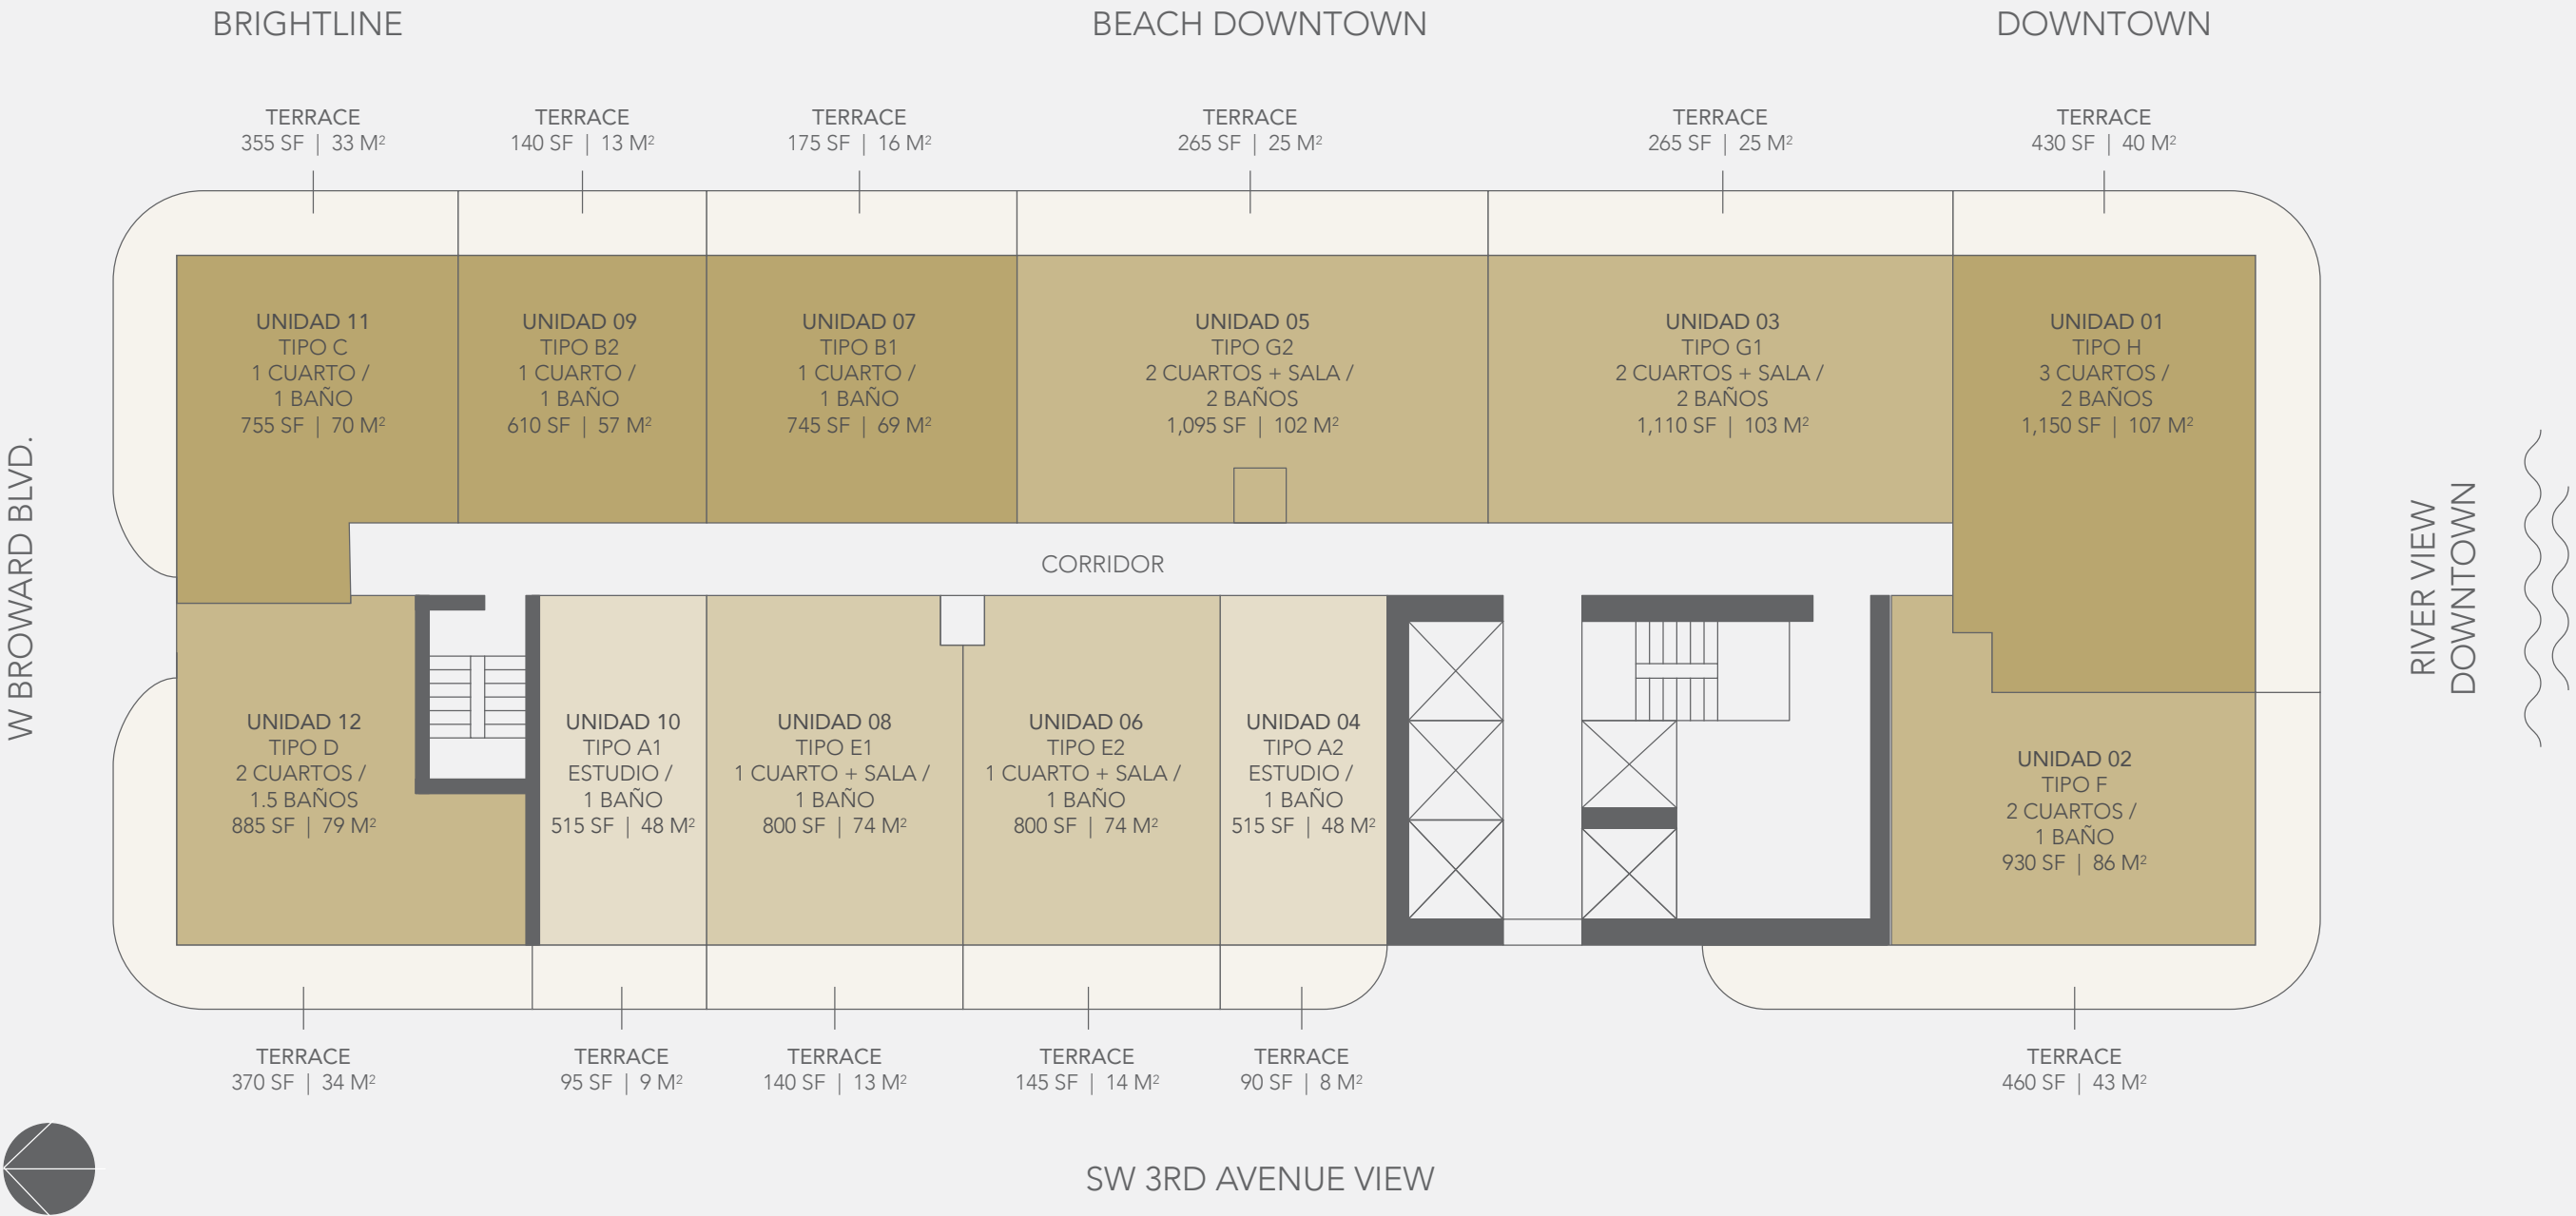 BRIGHTLINE
BEACH DOWNTOWN
DOWNTOWN
TERRACE
355 SF | 33 M²
TERRACE
140 SF | 13 M²
TERRACE
175 SF | 16 M²
TERRACE
265 SF | 25 M²
TERRACE
265 SF | 25 M²
TERRACE
430 SF | 40 M²
UNIDAD 11
TIPO C
1 CUARTO /
1 BAÑO
755 SF | 70 M²
UNIDAD 09
TIPO B2
1 CUARTO /
1 BAÑO
610 SF | 57 M²
UNIDAD 07
TIPO B1
1 CUARTO /
1 BAÑO
745 SF | 69 M²
UNIDAD 05
TIPO G2
2 CUARTOS + SALA /
2 BAÑOS
1,095 SF | 102 M²
UNIDAD 03
TIPO G1
2 CUARTOS + SALA /
2 BAÑOS
1,110 SF | 103 M²
UNIDAD 01
TIPO H
3 CUARTOS /
2 BAÑOS
1,150 SF | 107 M²
W BROWARD BLVD.
CORRIDOR
RIVER VIEW
DOWNTOWN
UNIDAD 12
TIPO D
2 CUARTOS /
1.5 BAÑOS
885 SF | 79 M²
UNIDAD 10
TIPO A1
ESTUDIO /
1 BAÑO
515 SF | 48 M²
UNIDAD 08
TIPO E1
1 CUARTO + SALA /
1 BAÑO
800 SF | 74 M²
UNIDAD 06
TIPO E2
1 CUARTO + SALA /
1 BAÑO
800 SF | 74 M²
UNIDAD 04
TIPO A2
ESTUDIO /
1 BAÑO
515 SF | 48 M²
UNIDAD 02
TIPO F
2 CUARTOS /
1 BAÑO
930 SF | 86 M²
TERRACE
370 SF | 34 M²
TERRACE
95 SF | 9 M²
TERRACE
140 SF | 13 M²
TERRACE
145 SF | 14 M²
TERRACE
90 SF | 8 M²
TERRACE
460 SF | 43 M²
SW 3RD AVENUE VIEW